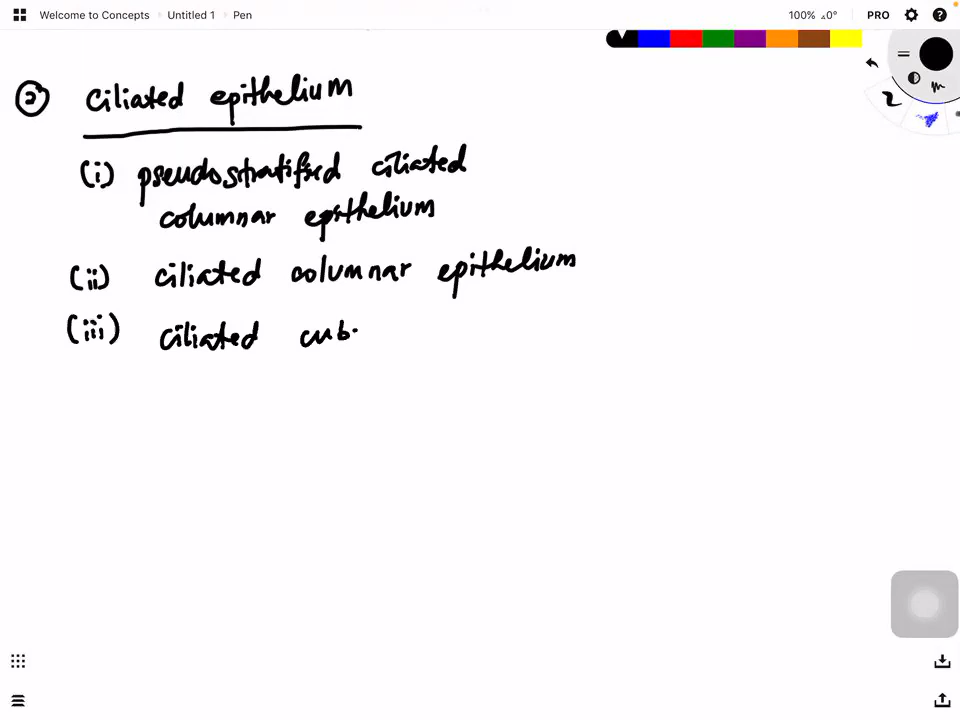 Welcome to Concepts > Untitled 1 > Pen
100% ⊿0° PRO
② ciliated epithelium
(i) pseudostratified ciliated
columnar epithelium
(ii) ciliated columnar epithelium
(iii) ciliated cub